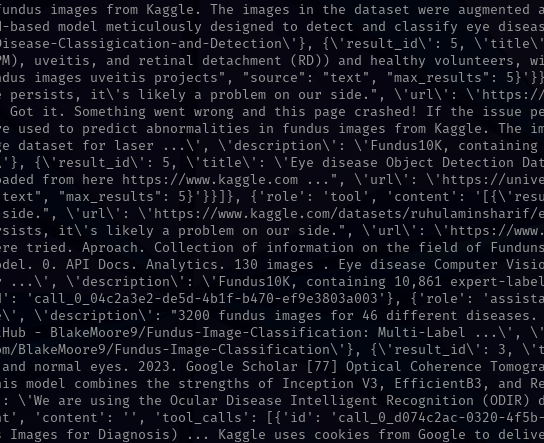 fundus images from Kaggle. The images in the dataset were augmented a
d-based model meticulously designed to detect and classify eye diseas
Disease-Classigication-and-Detection\'}, {\'result_id\': 5, \'title\'
PM), uveitis, and retinal detachment (RD)) and healthy volunteers, wi
ndus images uveitis projects", "source": "text", "max_results": 5}'}}
e persists, it\'s likely a problem on our side.", \'url\': \'https://
 Got it. Something went wrong and this page crashed! If the issue pe
re used to predict abnormalities in fundus images from Kaggle. The im
ge dataset for laser ...\', \'description\': \'Fundus10K, containing
.'}, {\'result_id\': 5, \'title\': \'Eye disease Object Detection Dat
oaded from here https://www.kaggle.com ...", \'url\': \'https://unive
text", "max_results": 5}'}}]}, {'role': 'tool', 'content': '[{\'resu
side.", \'url\': \'https://www.kaggle.com/datasets/ruhulaminsharif/e
rsists, it\'s likely a problem on our side.", \'url\': \'https://www.
ere tried. Aproach. Collection of information on the field of Funduns
odel. 0. API Docs. Analytics. 130 images . Eye disease Computer Visio
y ...\', \'description\': \'Fundus10K, containing 10,861 expert-label
d': 'call_0_04c2a3e2-de5d-4b1f-b470-ef9e3803a003'}, {'role': 'assista
e\', \'description\': "3200 fundus images for 46 different diseases.
tHub - BlakeMoore9/Fundus-Image-Classification: Multi-Label ...\', \'
om/BlakeMoore9/Fundus-Image-Classification\'}, {\'result_id\': 3, \'t
and normal eyes. 2023. Google Scholar [77] Optical Coherence Tomogra
his model combines the strengths of Inception V3, EfficientB3, and Re
: \'We are using the Ocular Disease Intelligent Recognition (ODIR) d
nt', 'content': '', 'tool_calls': [{'id': 'call_0_d074c2ac-0320-4f5b-
s Images for Diagnosis) ... Kaggle uses cookies from Google to delive